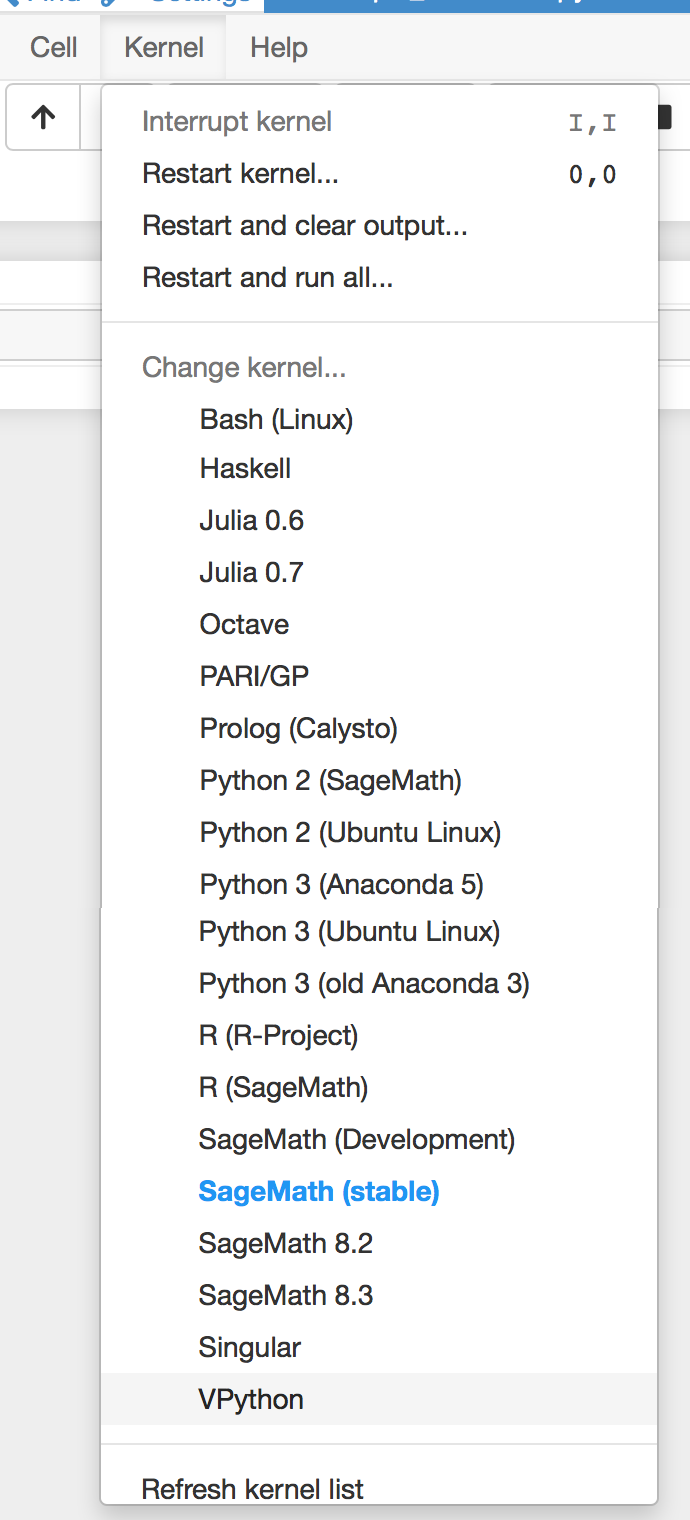 Cell Kernel Help
Interrupt kernel I,I
Restart kernel... 0,0
Restart and clear output...
Restart and run all...
Change kernel...
Bash (Linux)
Haskell
Julia 0.6
Julia 0.7
Octave
PARI/GP
Prolog (Calysto)
Python 2 (SageMath)
Python 2 (Ubuntu Linux)
Python 3 (Anaconda 5)
Python 3 (Ubuntu Linux)
Python 3 (old Anaconda 3)
R (R-Project)
R (SageMath)
SageMath (Development)
SageMath (stable)
SageMath 8.2
SageMath 8.3
Singular
VPython
Refresh kernel list